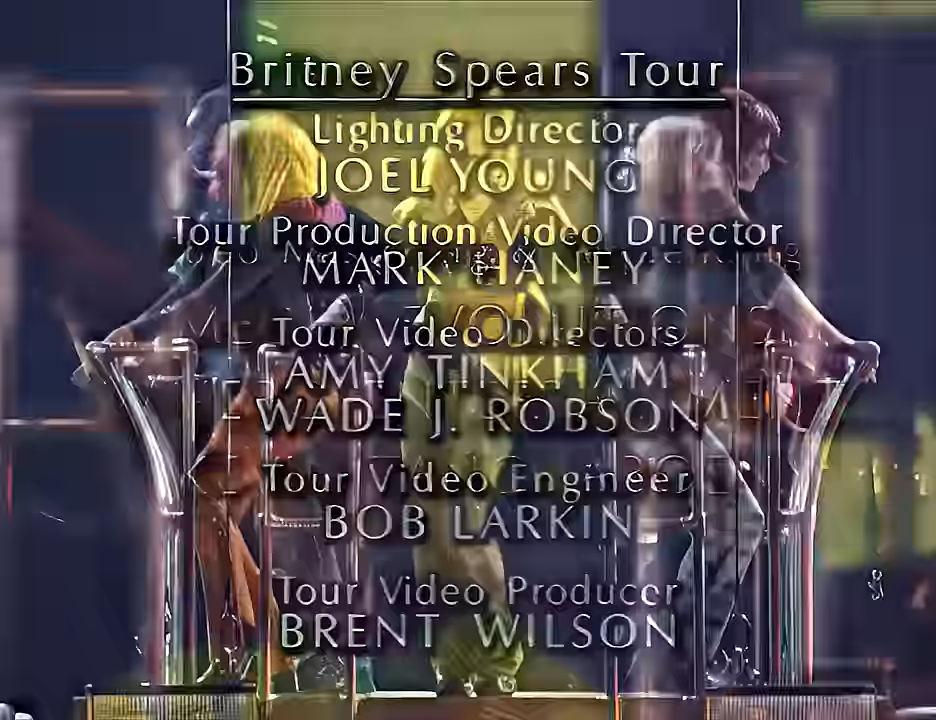 Britney Spears Tour
Lighting Director
JOEL YOUNG
Tour Production Video Director
MARK HANEY
Tour Video Directors
AMY TINKHAM
WADE J. ROBSON
Tour Video Engineer
BOB LARKIN
Tour Video Producer
BRENT WILSON